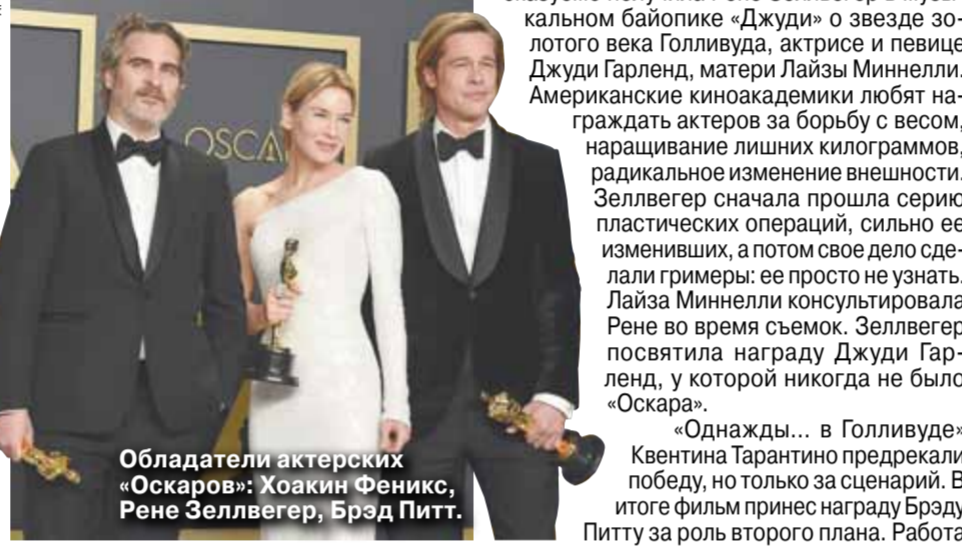 OSCA
Обладатели актерских
«Оскаров»: Хоакин Феникс,
Рене Зеллвегер, Брэд Питт.
кальном байопике «Джуди» о звезде зо-
лотого века Голливуда, актрисе и певице
Джуди Гарленд, матери Лайзы Миннелли.
Американские киноакадемики любят на-
граждать актеров за борьбу с весом,
наращивание лишних килограммов,
радикальное изменение внешности.
Зеллвегер сначала прошла серию
пластических операций, сильно ее
изменивших, а потом свое дело сде-
лали гримеры: ее просто не узнать.
Лайза Миннелли консультировала
Рене во время съемок. Зеллвегер
посвятила награду Джуди Гар-
ленд, у которой никогда не было
«Оскара».
«Однажды... в Голливуде»
Квентина Тарантино предрекали
победу, но только за сценарий. В
итоге фильм принес награду Брэду
Питту за роль второго плана. Работа